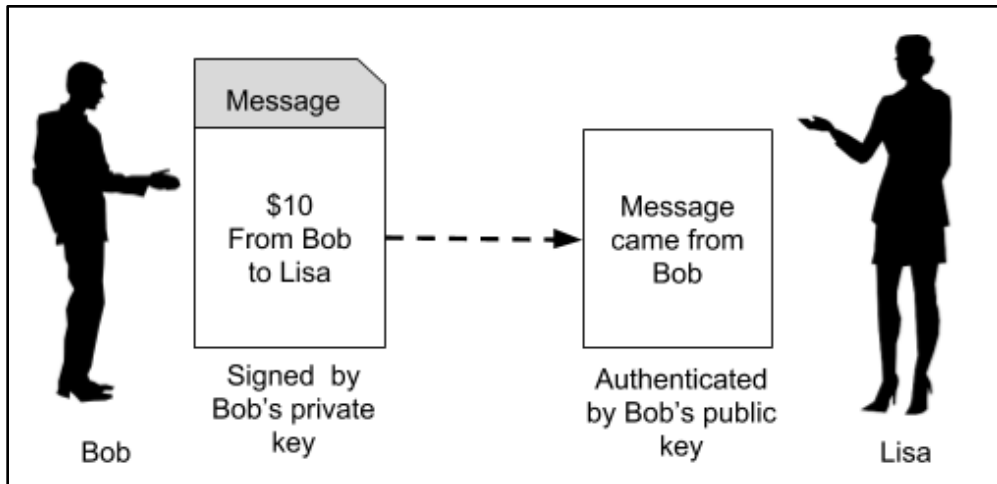 Message
$10
From Bob
to Lisa
Signed by
Bob's private
key
Message
came from
Bob
Authenticated
by Bob's public
key
Bob
Lisa